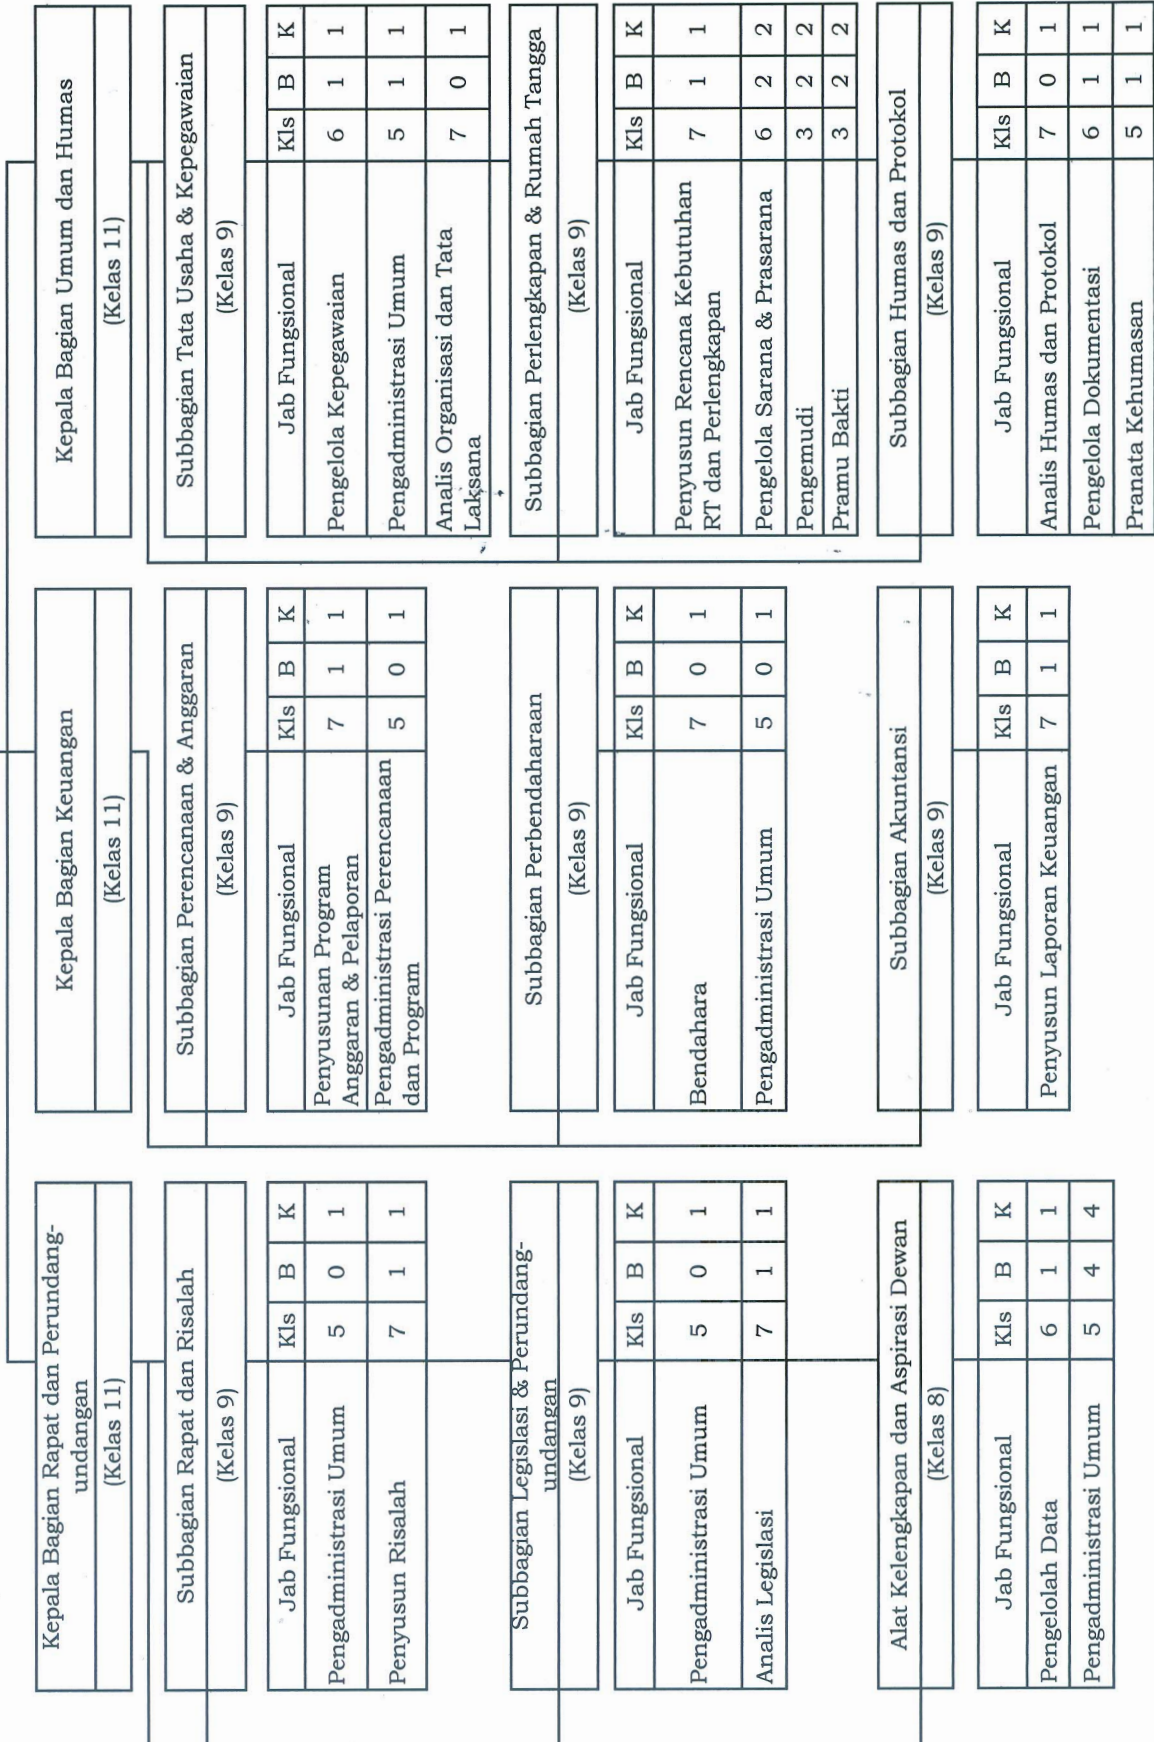 Kepala Bagian Rapat dan Perundang-
undangan
(Kelas 11)
Subbagian Rapat dan Risalah
(Kelas 9)
Jab Fungsional Kls B K
Pengadministrasi Umum 5 0 1
Penyusun Risalah 7 1 1
Subbagian Legislasi & Perundang-
undangan
(Kelas 9)
Jab Fungsional Kls B K
Pengadministrasi Umum 5 0 1
Analis Legislasi 7 1 1
Alat Kelengkapan dan Aspirasi Dewan
(Kelas 8)
Jab Fungsional Kls B K
Pengelolah Data 6 1 1
Pengadministrasi Umum 5 4 4
Kepala Bagian Keuangan
(Kelas 11)
Subbagian Perencanaan & Anggaran
(Kelas 9)
Jab Fungsional Kls B K
Penyusunan Program
Anggaran & Pelaporan 7 1 1
Pengadministrasi Perencanaan
dan Program 5 0 1
Subbagian Perbendaharaan
(Kelas 9)
Jab Fungsional Kls B K
Bendahara 7 0 1
Pengadministrasi Umum 5 0 1
Subbagian Akuntansi
(Kelas 9)
Jab Fungsional Kls B K
Penyusun Laporan Keuangan 7 1 1
Kepala Bagian Umum dan Humas
(Kelas 11)
Subbagian Tata Usaha & Kepegawaian
(Kelas 9)
Jab Fungsional Kls B K
Pengelola Kepegawaian 6 1 1
Pengadministrasi Umum 5 1 1
Analis Organisasi dan Tata
Laksana 7 0 1
Subbagian Perlengkapan & Rumah Tangga
(Kelas 9)
Jab Fungsional Kls B K
Penyusun Rencana Kebutuhan
RT dan Perlengkapan 7 1 1
Pengelola Sarana & Prasarana 6 2 2
Pengemudi 3 2 2
Pramu Bakti 3 2 2
Subbagian Humas dan Protokol
(Kelas 9)
Jab Fungsional Kls B K
Analis Humas dan Protokol 7 0 1
Pengelola Dokumentasi 6 1 1
Pranata Kehumasan 5 1 1